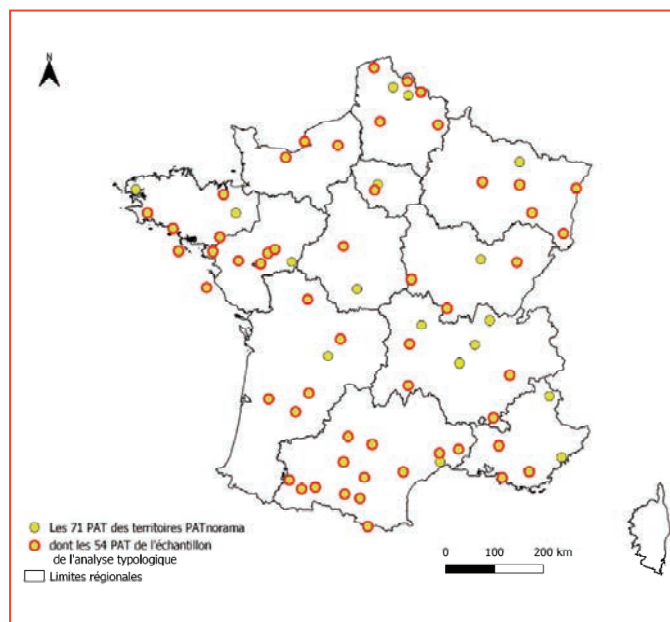 N
Les 71 PAT des territoires PATnorama
dont les 54 PAT de l'échantillon
de l'analyse typologique
Limites régionales
0 100 200 km